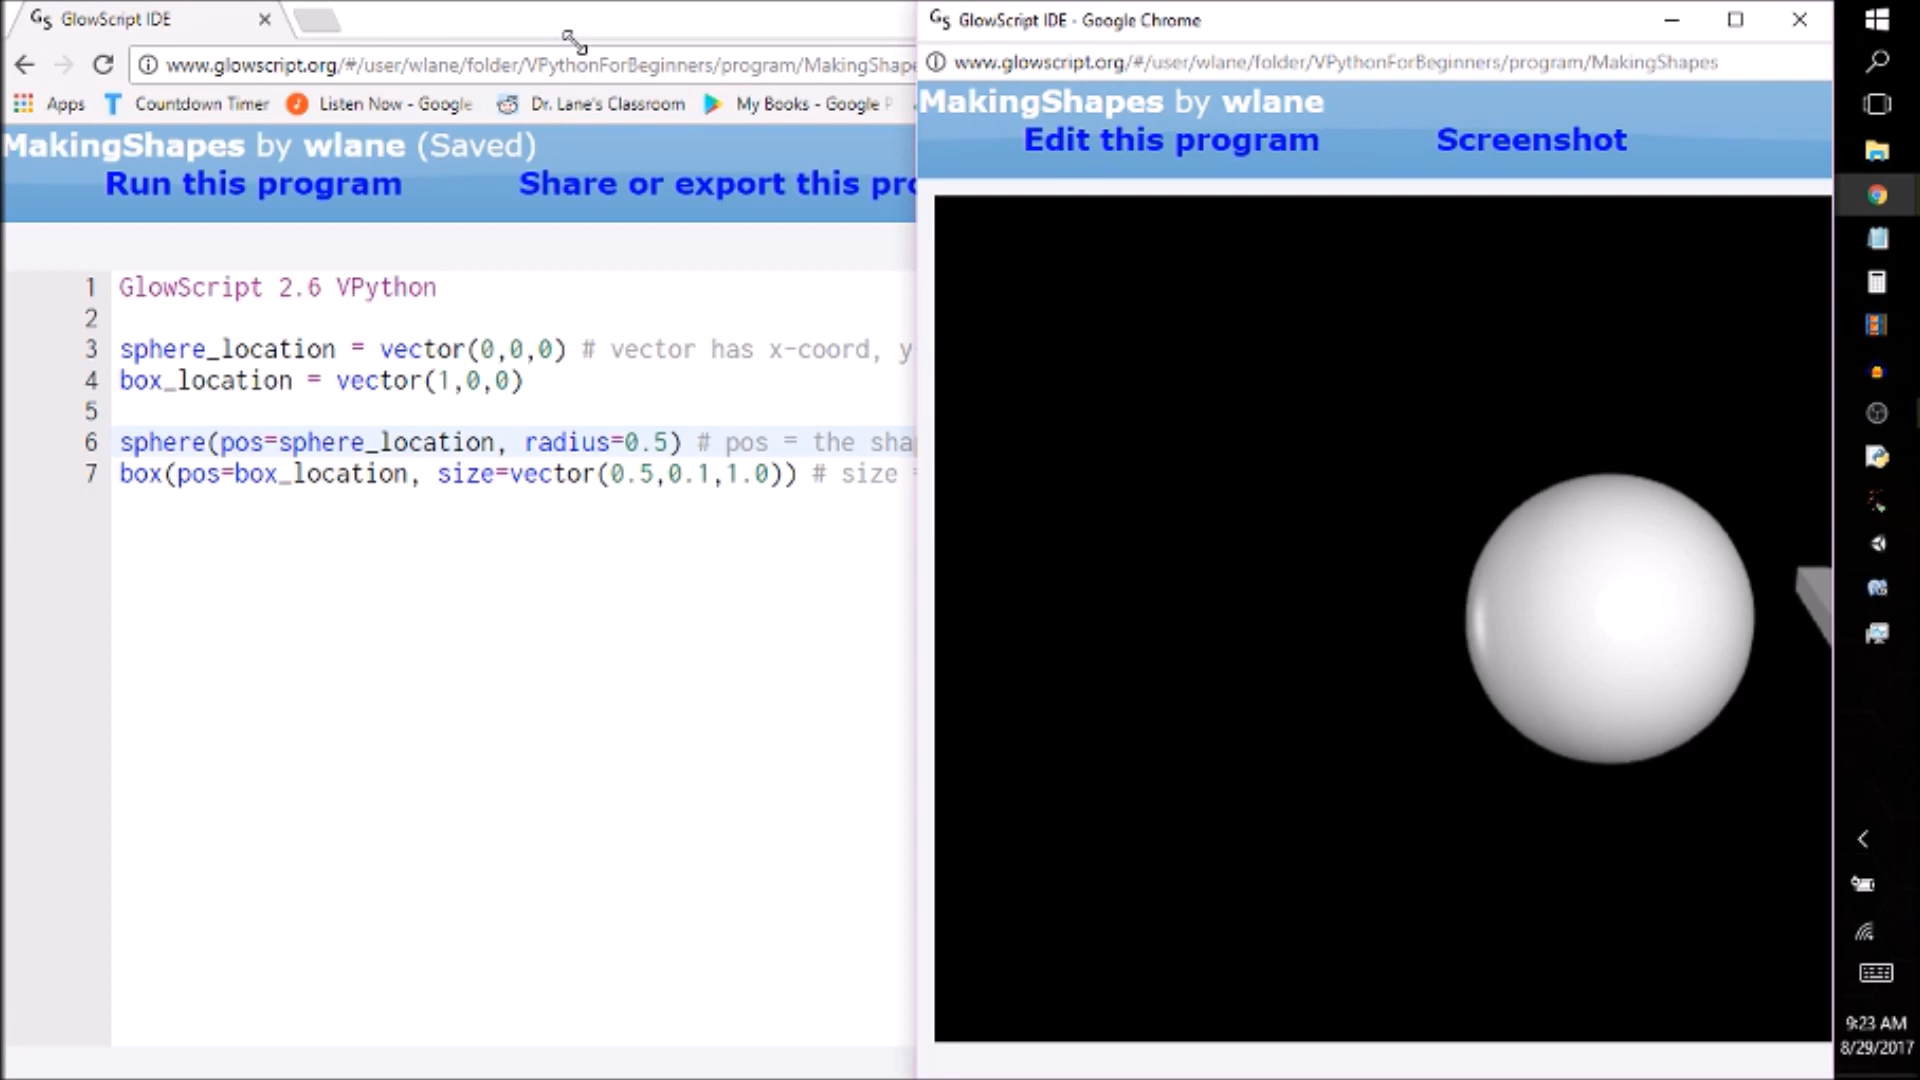 GlowScript IDE
www.glowscript.org/#/user/wlane/folder/VPythonForBeginners/program/MakingShape
Apps Countdown Timer Listen Now - Google Dr. Lane's Classroom My Books - Google P
MakingShapes by wlane (Saved)
Run this program Share or export this pro
1 GlowScript 2.6 VPython
2
3 sphere_location = vector(0,0,0) # vector has x-coord, y-
4 box_location = vector(1,0,0)
5
6 sphere(pos=sphere_location, radius=0.5) # pos = the sha
7 box(pos=box_location, size=vector(0.5,0.1,1.0)) # size =
GlowScript IDE - Google Chrome
www.glowscript.org/#/user/wlane/folder/VPythonForBeginners/program/MakingShapes
MakingShapes by wlane
Edit this program Screenshot
9:23 AM
8/29/2017